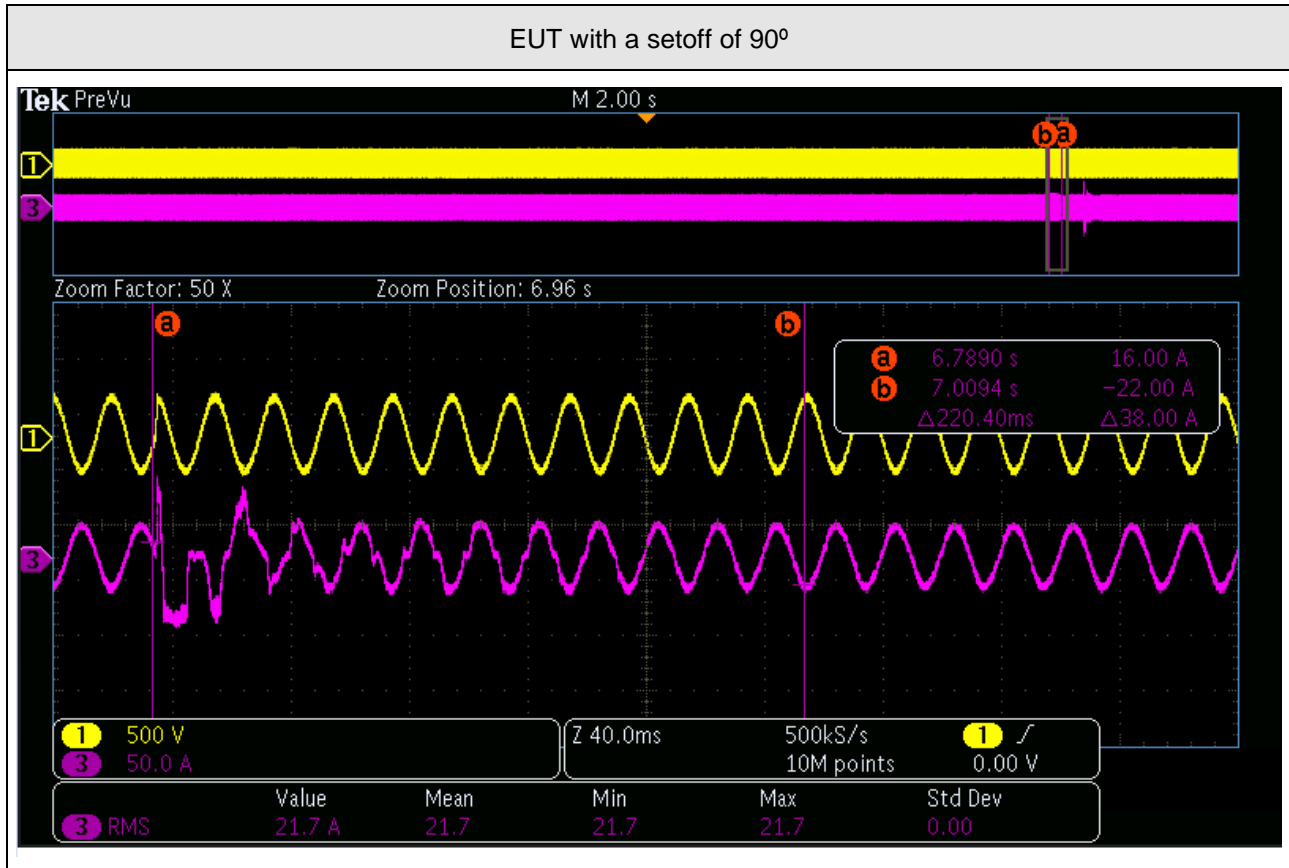 EUT with a setoff of 90º
Tek PreVu M 2.00 s
b a
1
3
Zoom Factor: 50 X Zoom Position: 6.96 s
a b
a 6.7890 s 16.00 A
b 7.0094 s -22.00 A
△220.40ms △38.00 A
1
3
1 500 V Z 40.0ms 500kS/s 1 /
3 50.0 A 10M points 0.00 V
Value Mean Min Max Std Dev
3 RMS 21.7 A 21.7 21.7 21.7 0.00